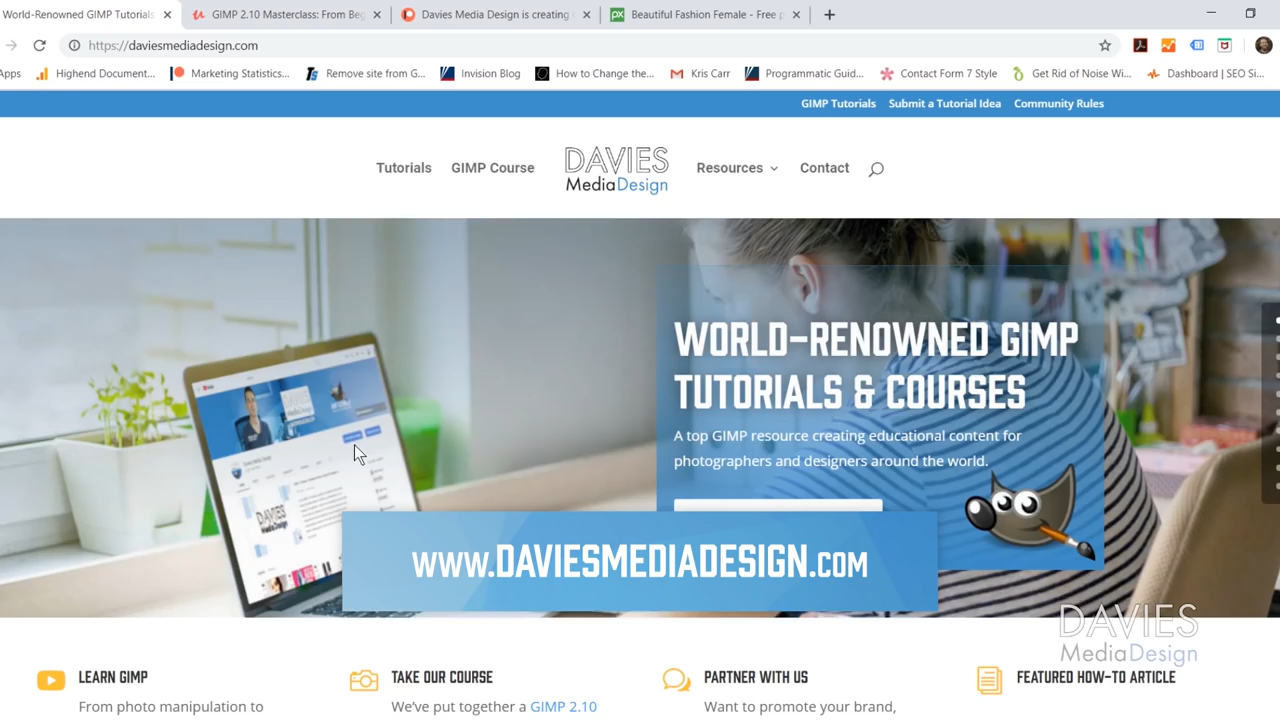 World-Renowned GIMP Tutorials
GIMP 2.10 Masterclass: From Beg
Davies Media Design is creating
Beautiful Fashion Female - Free p
https://daviesmediadesign.com
Apps
Highend Document...
Marketing Statistics...
Remove site from G...
Invision Blog
How to Change the...
Kris Carr
Programmatic Guid...
Contact Form 7 Style
Get Rid of Noise Wi...
Dashboard | SEO Si...
GIMP Tutorials Submit a Tutorial Idea Community Rules
Tutorials GIMP Course
DAVIES
MediaDesign
Resources Contact
WORLD-RENOWNED GIMP
TUTORIALS & COURSES
A top GIMP resource creating educational content for
photographers and designers around the world.
DAVIES
MediaDesign
WWW.DAVIESMEDIADESIGN.COM
DAVIES
MediaDesign
LEARN GIMP
From photo manipulation to
TAKE OUR COURSE
We've put together a GIMP 2.10
PARTNER WITH US
Want to promote your brand,
FEATURED HOW-TO ARTICLE